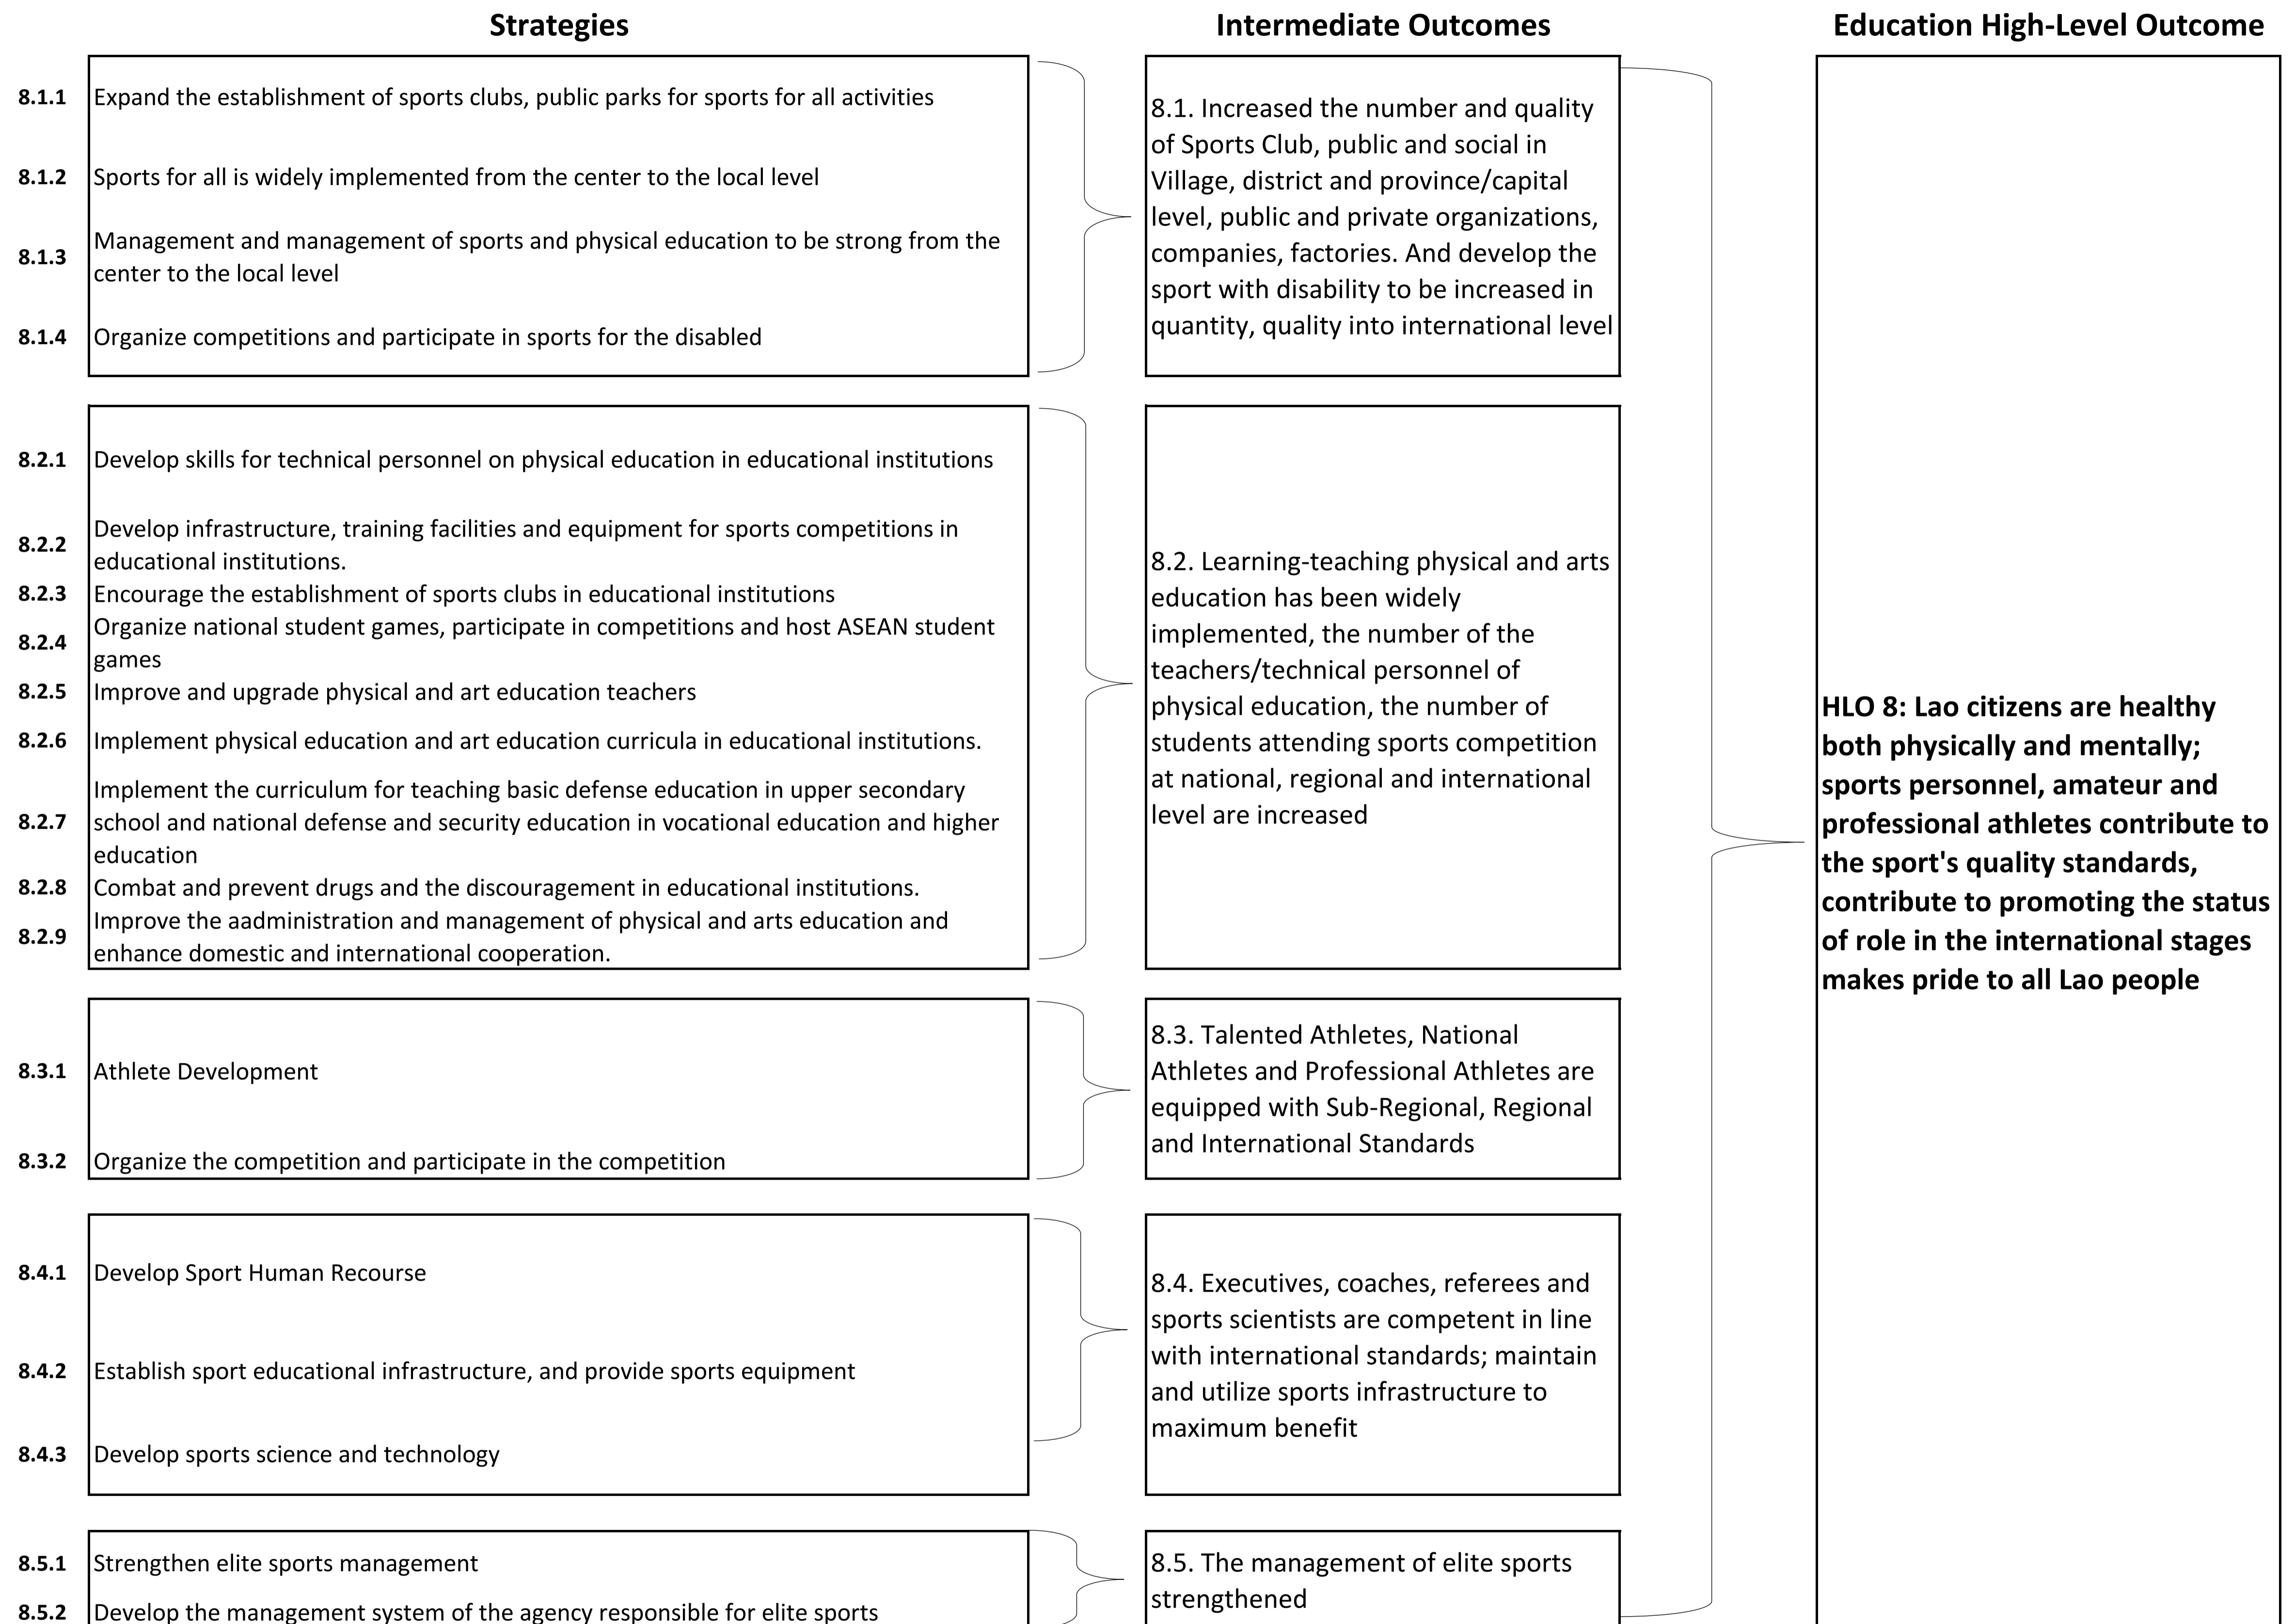 Strategies
Intermediate Outcomes
Education High-Level Outcome
8.1.1
Expand the establishment of sports clubs, public parks for sports for all activities
8.1.2
Sports for all is widely implemented from the center to the local level
8.1.3
Management and management of sports and physical education to be strong from the
center to the local level
8.1.4
Organize competitions and participate in sports for the disabled
8.1. Increased the number and quality
of Sports Club, public and social in
Village, district and province/capital
level, public and private organizations,
companies, factories. And develop the
sport with disability to be increased in
quantity, quality into international level
8.2.1
Develop skills for technical personnel on physical education in educational institutions
8.2.2
Develop infrastructure, training facilities and equipment for sports competitions in
educational institutions.
8.2.3
Encourage the establishment of sports clubs in educational institutions
8.2.4
Organize national student games, participate in competitions and host ASEAN student
games
8.2.5
Improve and upgrade physical and art education teachers
8.2.6
Implement physical education and art education curricula in educational institutions.
8.2.7
Implement the curriculum for teaching basic defense education in upper secondary
school and national defense and security education in vocational education and higher
education
8.2.8
Combat and prevent drugs and the discouragement in educational institutions.
8.2.9
Improve the aadministration and management of physical and arts education and
enhance domestic and international cooperation.
8.2. Learning-teaching physical and arts
education has been widely
implemented, the number of the
teachers/technical personnel of
physical education, the number of
students attending sports competition
at national, regional and international
level are increased
8.3.1
Athlete Development
8.3.2
Organize the competition and participate in the competition
8.3. Talented Athletes, National
Athletes and Professional Athletes are
equipped with Sub-Regional, Regional
and International Standards
8.4.1
Develop Sport Human Recourse
8.4.2
Establish sport educational infrastructure, and provide sports equipment
8.4.3
Develop sports science and technology
8.4. Executives, coaches, referees and
sports scientists are competent in line
with international standards; maintain
and utilize sports infrastructure to
maximum benefit
8.5.1
Strengthen elite sports management
8.5.2
Develop the management system of the agency responsible for elite sports
8.5. The management of elite sports
strengthened
HLO 8: Lao citizens are healthy
both physically and mentally;
sports personnel, amateur and
professional athletes contribute to
the sport's quality standards,
contribute to promoting the status
of role in the international stages
makes pride to all Lao people